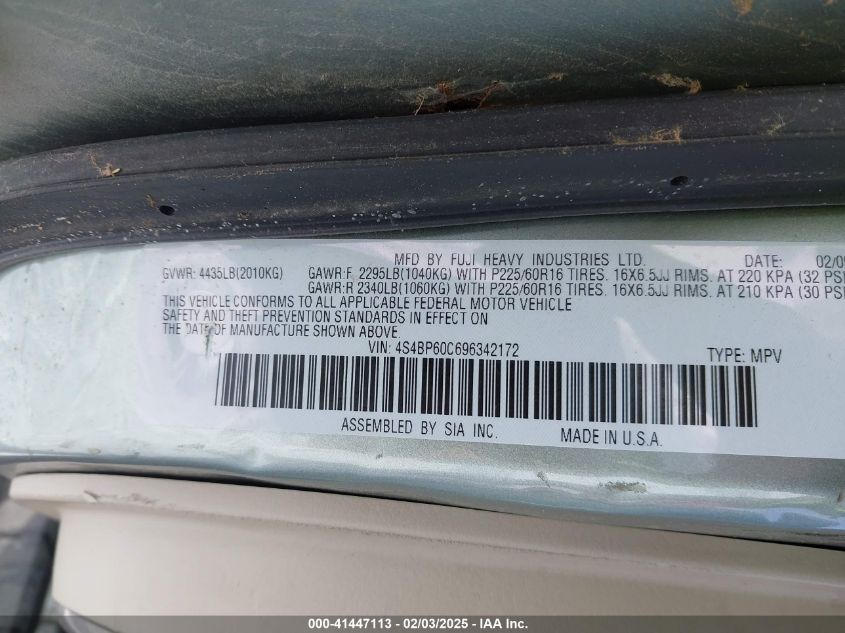 MFD BY FUJI HEAVY INDUSTRIES LTD. DATE: 02/0
GVWR: 4435LB(2010KG) GAWR:F 2295LB(1040KG) WITH P225/60R16 TIRES. 16X6.5JJ RIMS. AT 220 KPA (32 PSI
GAWR:R 2340LB(1060KG) WITH P225/60R16 TIRES. 16X6.5JJ RIMS. AT 210 KPA (30 PSI
THIS VEHICLE CONFORMS TO ALL APPLICABLE FEDERAL MOTOR VEHICLE
SAFETY AND THEFT PREVENTION STANDARDS IN EFFECT ON
THE DATE OF MANUFACTURE SHOWN ABOVE.
VIN: 4S4BP60C696342172 TYPE: MPV
ASSEMBLED BY SIA INC. MADE IN U.S.A.
000-41447113 - 02/03/2025 - IAA Inc.